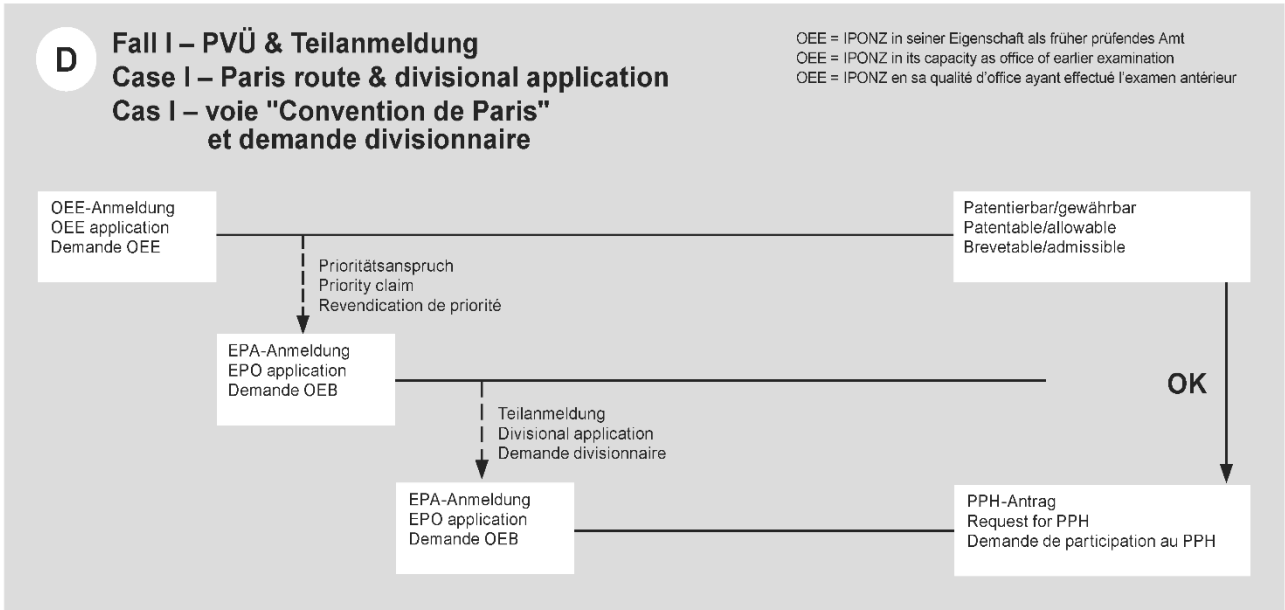 D
Fall I – PVÜ & Teilanmeldung
Case I – Paris route & divisional application
Cas I – voie "Convention de Paris"
et demande divisionnaire
OEE = IPONZ in seiner Eigenschaft als früher prüfendes Amt
OEE = IPONZ in its capacity as office of earlier examination
OEE = IPONZ en sa qualité d'office ayant effectué l'examen antérieur
OEE-Anmeldung
OEE application
Demande OEE
Patentierbar/gewährbar
Patentable/allowable
Brevetable/admissible
Prioritätsanspruch
Priority claim
Revendication de priorité
EPA-Anmeldung
EPO application
Demande OEB
OK
Teilanmeldung
Divisional application
Demande divisionnaire
EPA-Anmeldung
EPO application
Demande OEB
PPH-Antrag
Request for PPH
Demande de participation au PPH